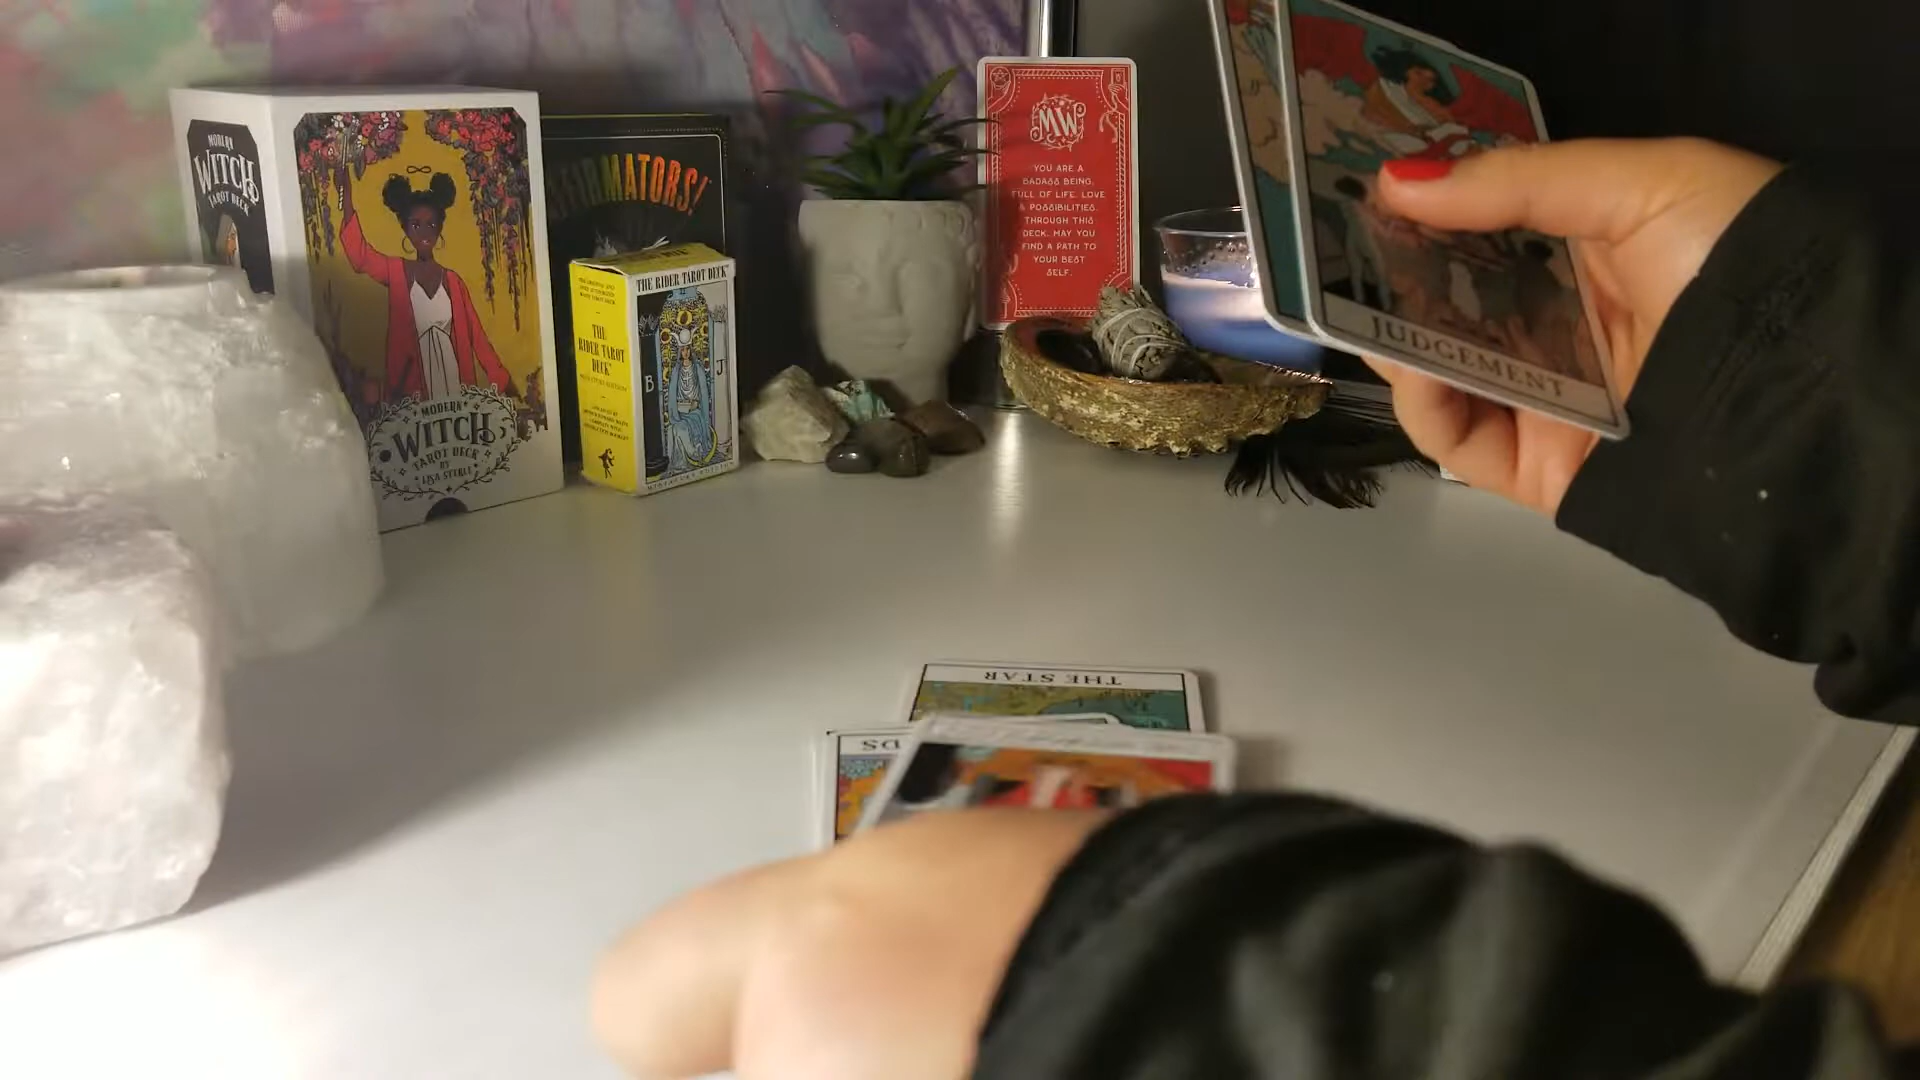 MODERN
WITCH
TAROT DECK
MODERN
WITCH
TAROT DECK
BY
LISA STERLE
AFFIRMATORS!
THE RIDER TAROT DECK
THE
RIDER TAROT
DECK
B
J
MW
YOU ARE A
BADASS BEING,
FULL OF LIFE, LOVE
& POSSIBILITIES.
THROUGH THIS
DECK, MAY YOU
FIND A PATH TO
YOUR BEST
SELF.
JUDGEMENT
THE STAR
DS